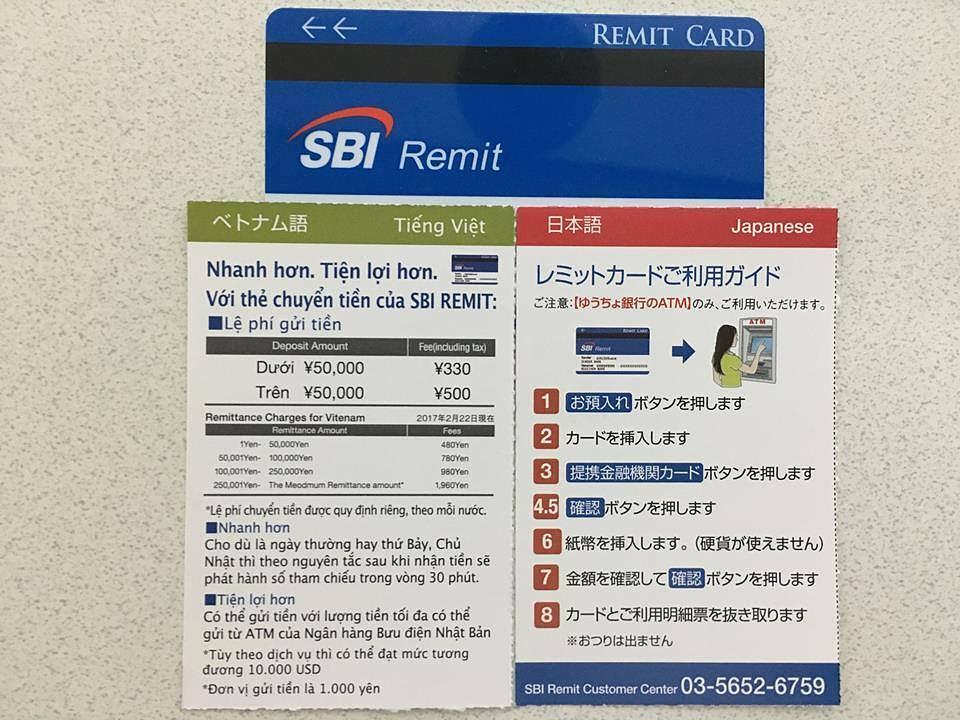 ←←
REMIT CARD
SBI Remit
ベトナム語 Tiếng Việt
Nhanh hơn. Tiện lợi hơn.
Với thẻ chuyển tiền của SBI REMIT:
■Lệ phí gửi tiền
Deposit Amount Fee(including tax)
Dưới ¥50,000 ¥330
Trên ¥50,000 ¥500
Remittance Charges for Vitenam 2017年2月22日現在
Remittance Amount Fees
1Yen- 50,000Yen 480Yen
50,001Yen- 100,000Yen 780Yen
100,001Yen- 250,000Yen 980Yen
250,001Yen- The Meodmum Remittance amount* 1,960Yen
*Lệ phí chuyển tiền được quy định riêng, theo mỗi nước.
■Nhanh hơn
Cho dù là ngày thường hay thứ Bảy, Chủ
Nhật thì theo nguyên tắc sau khi nhận tiền sẽ
phát hành số tham chiếu trong vòng 30 phút.
■Tiện lợi hơn
Có thể gửi tiền với lượng tiền tối đa có thể
gửi từ ATM của Ngân hàng Bưu điện Nhật Bản
*Tùy theo dịch vụ thì có thể đạt mức tương
đương 10.000 USD
*Đơn vị gửi tiền là 1.000 yên
日本語 Japanese
レミットカードご利用ガイド
ご注意:【ゆうちょ銀行のATM】のみ、ご利用いただけます。
SBI Remit
ATM
1 お預入れ ボタンを押します
2 カードを挿入します
3 提携金融機関カード ボタンを押します
4.5 確認 ボタンを押します
6 紙幣を挿入します。(硬貨が使えません)
7 金額を確認して 確認 ボタンを押します
8 カードとご利用明細票を抜き取ります
※おつりは出ません
SBI Remit Customer Center 03-5652-6759